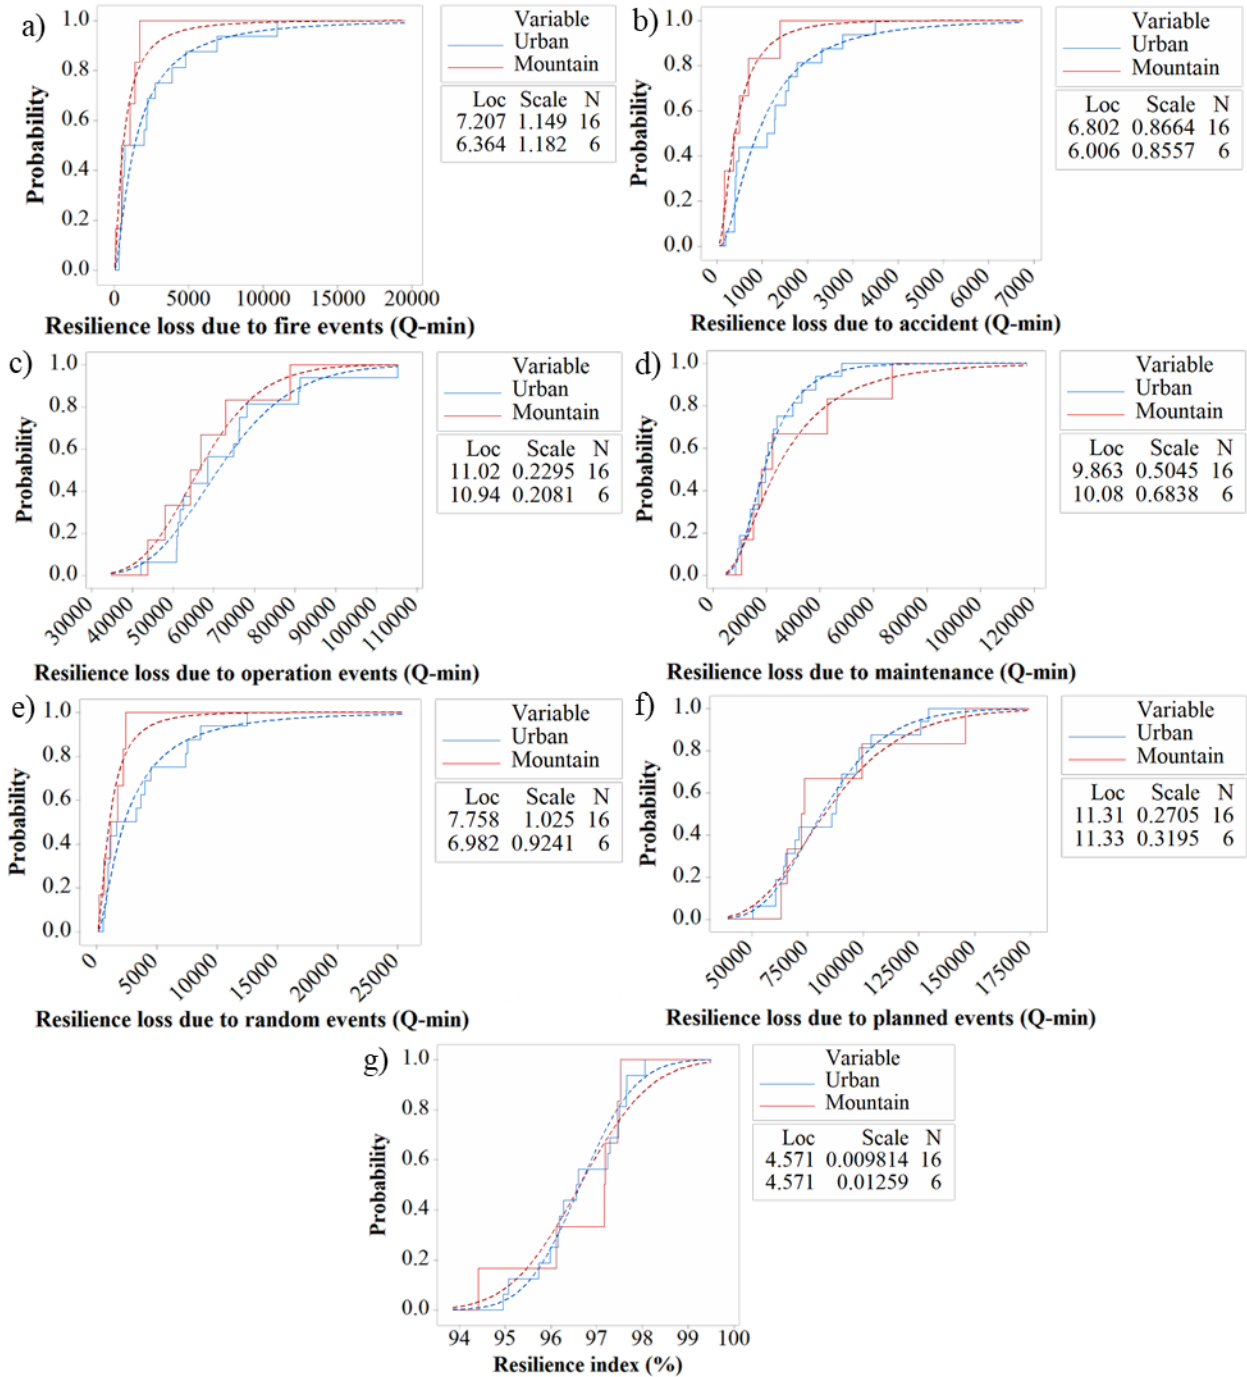 a)
Probability
1.0
0.8
0.6
0.4
0.2
0.0
0 5000 10000 15000 20000
Resilience loss due to fire events (Q-min)
Variable
Urban
Mountain
Loc Scale N
7.207 1.149 16
6.364 1.182 6
b)
Probability
1.0
0.8
0.6
0.4
0.2
0.0
0 1000 2000 3000 4000 5000 6000 7000
Resilience loss due to accident (Q-min)
Variable
Urban
Mountain
Loc Scale N
6.802 0.8664 16
6.006 0.8557 6
c)
Probability
1.0
0.8
0.6
0.4
0.2
0.0
30000 40000 50000 60000 70000 80000 90000 100000 110000
Resilience loss due to operation events (Q-min)
Variable
Urban
Mountain
Loc Scale N
11.02 0.2295 16
10.94 0.2081 6
d)
Probability
1.0
0.8
0.6
0.4
0.2
0.0
0 20000 40000 60000 80000 100000 120000
Resilience loss due to maintenance (Q-min)
Variable
Urban
Mountain
Loc Scale N
9.863 0.5045 16
10.08 0.6838 6
e)
Probability
1.0
0.8
0.6
0.4
0.2
0.0
0 5000 10000 15000 20000 25000
Resilience loss due to random events (Q-min)
Variable
Urban
Mountain
Loc Scale N
7.758 1.025 16
6.982 0.9241 6
f)
Probability
1.0
0.8
0.6
0.4
0.2
0.0
50000 75000 100000 125000 150000 175000
Resilience loss due to planned events (Q-min)
Variable
Urban
Mountain
Loc Scale N
11.31 0.2705 16
11.33 0.3195 6
g)
Probability
1.0
0.8
0.6
0.4
0.2
0.0
94 95 96 97 98 99 100
Resilience index (%)
Variable
Urban
Mountain
Loc Scale N
4.571 0.009814 16
4.571 0.01259 6